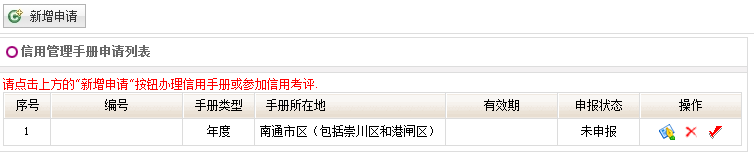 新增申请
信用管理手册申请列表
请点击上方的"新增申请"按钮办理信用手册或参加信用考评.
序号 编号 手册类型 手册所在地 有效期 申报状态 操作
1 年度 南通市区（包括崇川区和港闸区） 未申报